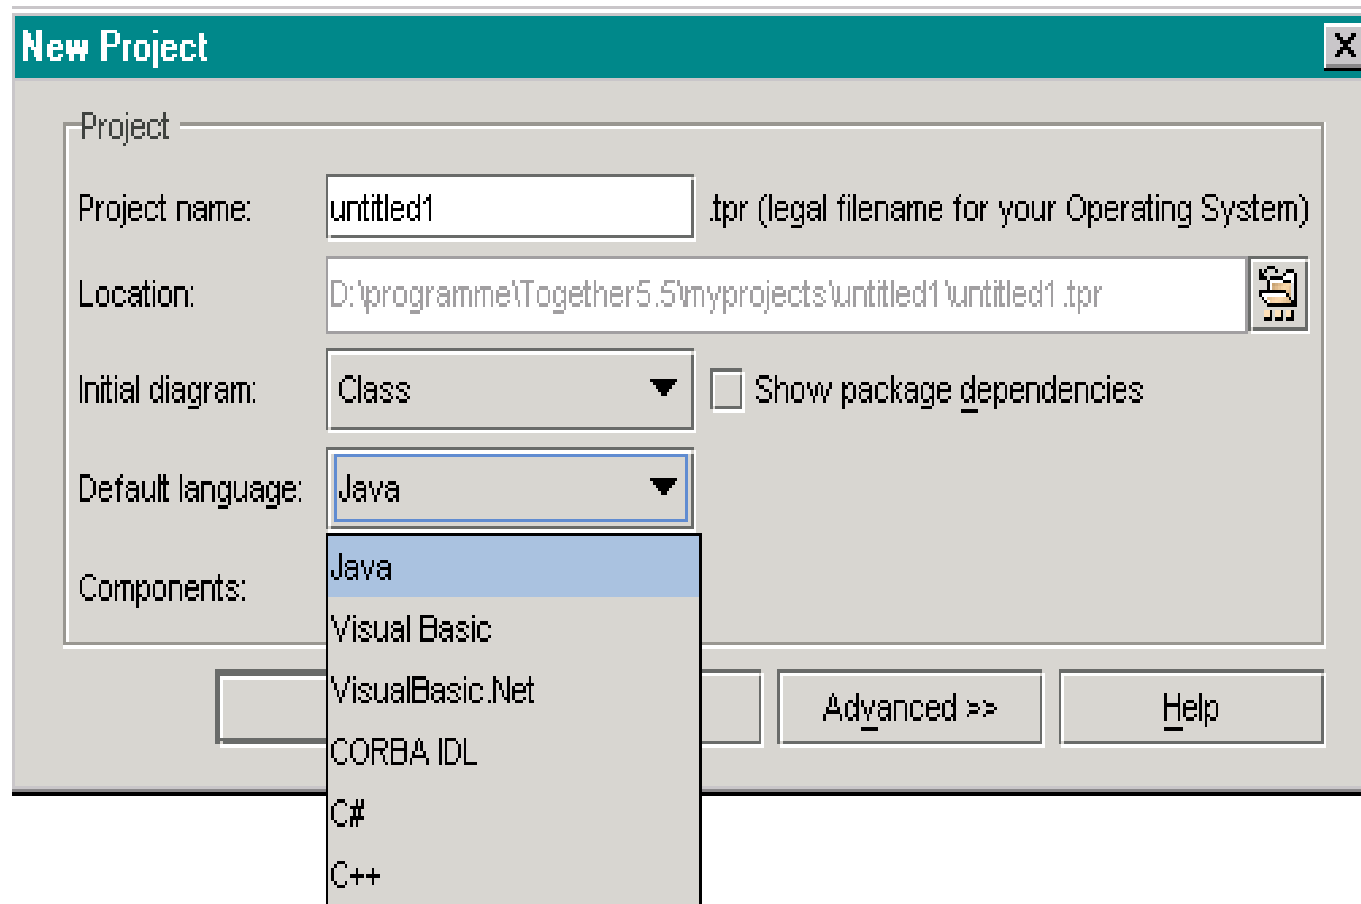 New Project
X
Project
Project name: untitled1 .tpr (legal filename for your Operating System)
Location: D:\programme\Together5.5\myprojects\untitled1\untitled1.tpr
Initial diagram: Class Show package dependencies
Default language: Java
Java
Components:
Visual Basic
VisualBasic.Net
Advanced >> Help
CORBA IDL
C#
C++